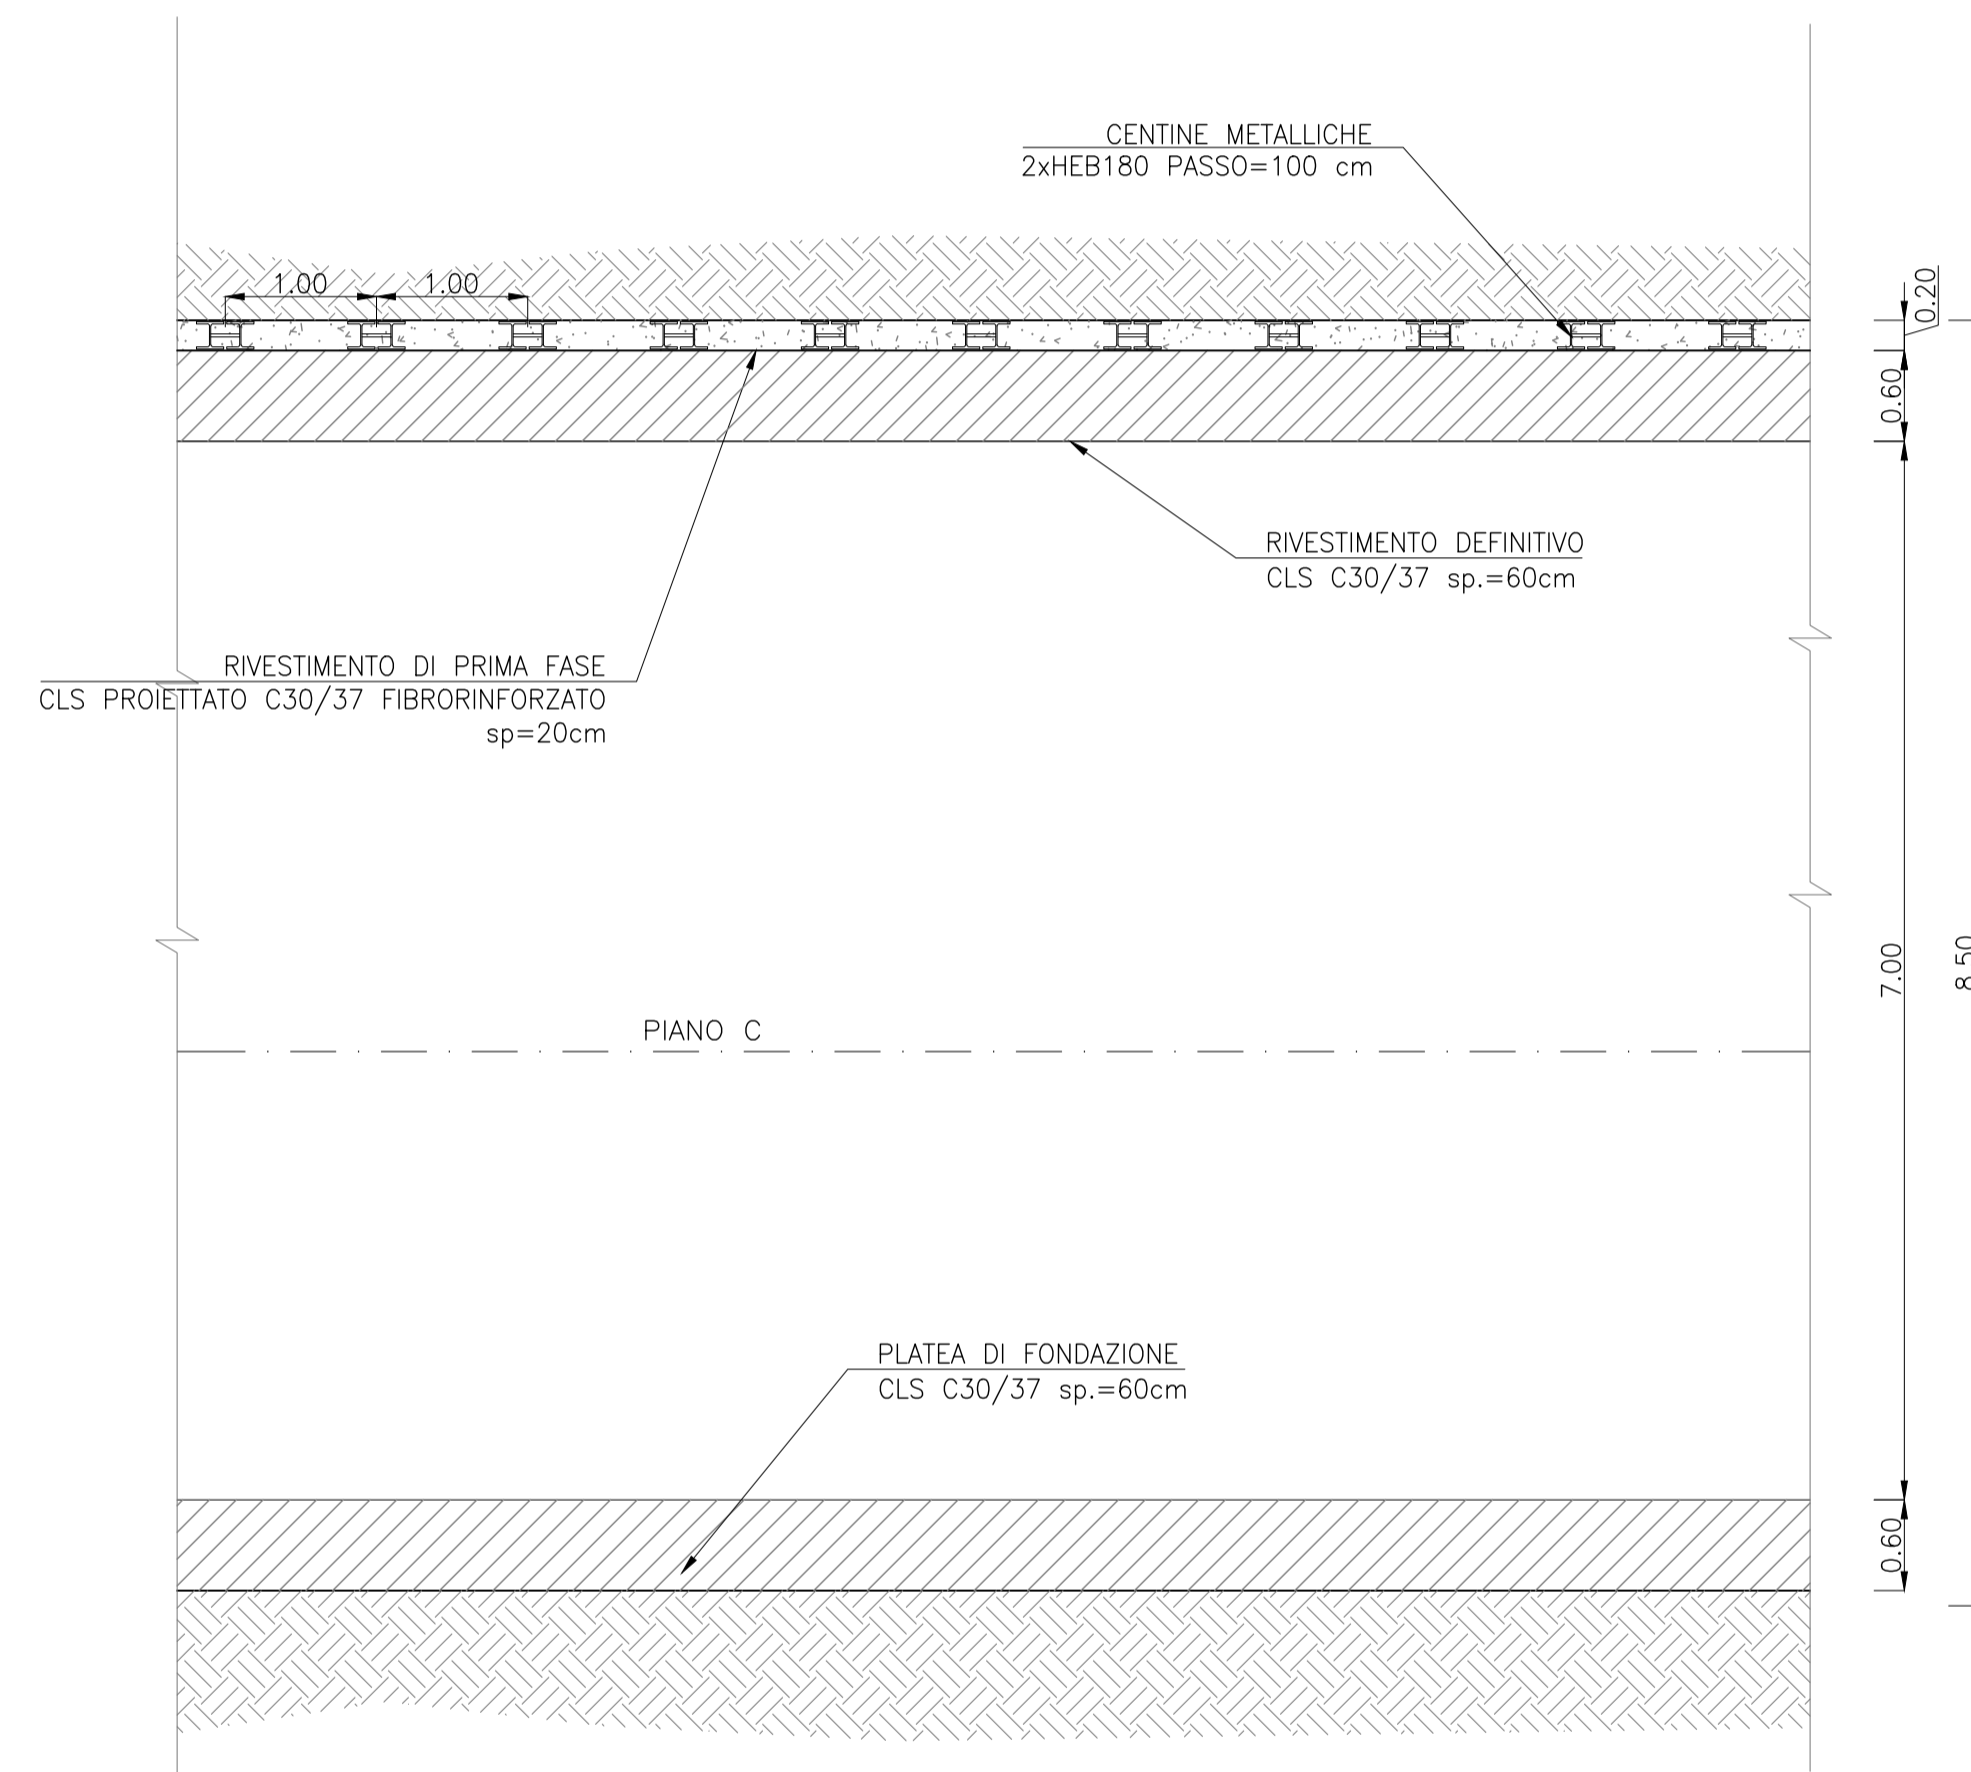 CENTINE METALLICHE
2xHEB180 PASSO=100 cm
1.00
1.00
0.20
0.60
RIVESTIMENTO DEFINITIVO
CLS C30/37 sp.=60cm
RIVESTIMENTO DI PRIMA FASE
CLS PROIETTATO C30/37 FIBRORINFORZATO
sp=20cm
7.00
8.50
PIANO C
PLATEA DI FONDAZIONE
CLS C30/37 sp.=60cm
0.60